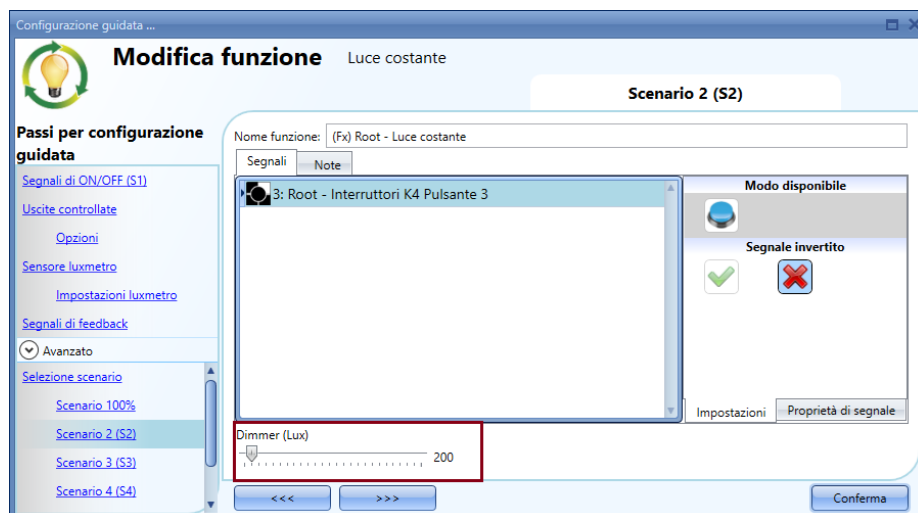 Configurazione guidata ...
Modifica funzione Luce costante
Scenario 2 (S2)
Passi per configurazione
guidata
Segnali di ON/OFF (S1)
Uscite controllate
Opzioni
Sensore luxmetro
Impostazioni luxmetro
Segnali di feedback
Avanzato
Selezione scenario
Scenario 100%
Scenario 2 (S2)
Scenario 3 (S3)
Scenario 4 (S4)
Nome funzione: (Fx) Root - Luce costante
Segnali Note
3: Root - Interruttori K4 Pulsante 3
Modo disponibile
Segnale invertito
Impostazioni Proprietà di segnale
Dimmer (Lux)
200
<<< >>> Conferma